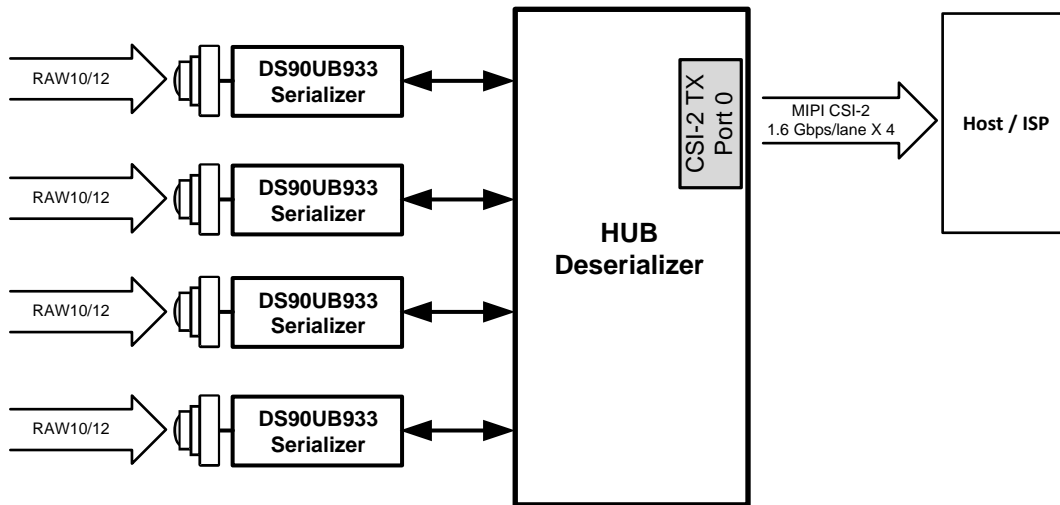 RAW10/12
DS90UB933
Serializer
RAW10/12
DS90UB933
Serializer
RAW10/12
DS90UB933
Serializer
RAW10/12
DS90UB933
Serializer
HUB
Deserializer
CSI-2 TX
Port 0
MIPI CSI-2
1.6 Gbps/lane X 4
Host / ISP